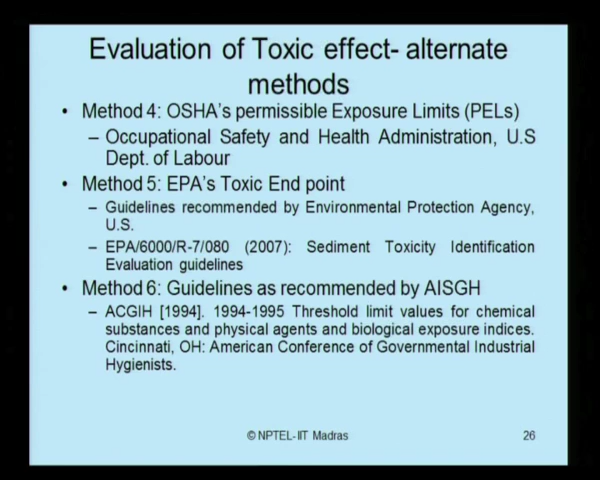 Evaluation of Toxic effect- alternate
methods
• Method 4: OSHA's permissible Exposure Limits (PELs)
– Occupational Safety and Health Administration, U.S
Dept. of Labour
• Method 5: EPA's Toxic End point
– Guidelines recommended by Environmental Protection Agency,
U.S.
– EPA/6000/R-7/080 (2007): Sediment Toxicity Identification
Evaluation guidelines
• Method 6: Guidelines as recommended by AISGH
– ACGIH [1994]. 1994-1995 Threshold limit values for chemical
substances and physical agents and biological exposure indices.
Cincinnati, OH: American Conference of Governmental Industrial
Hygienists.
© NPTEL- IIT Madras
26